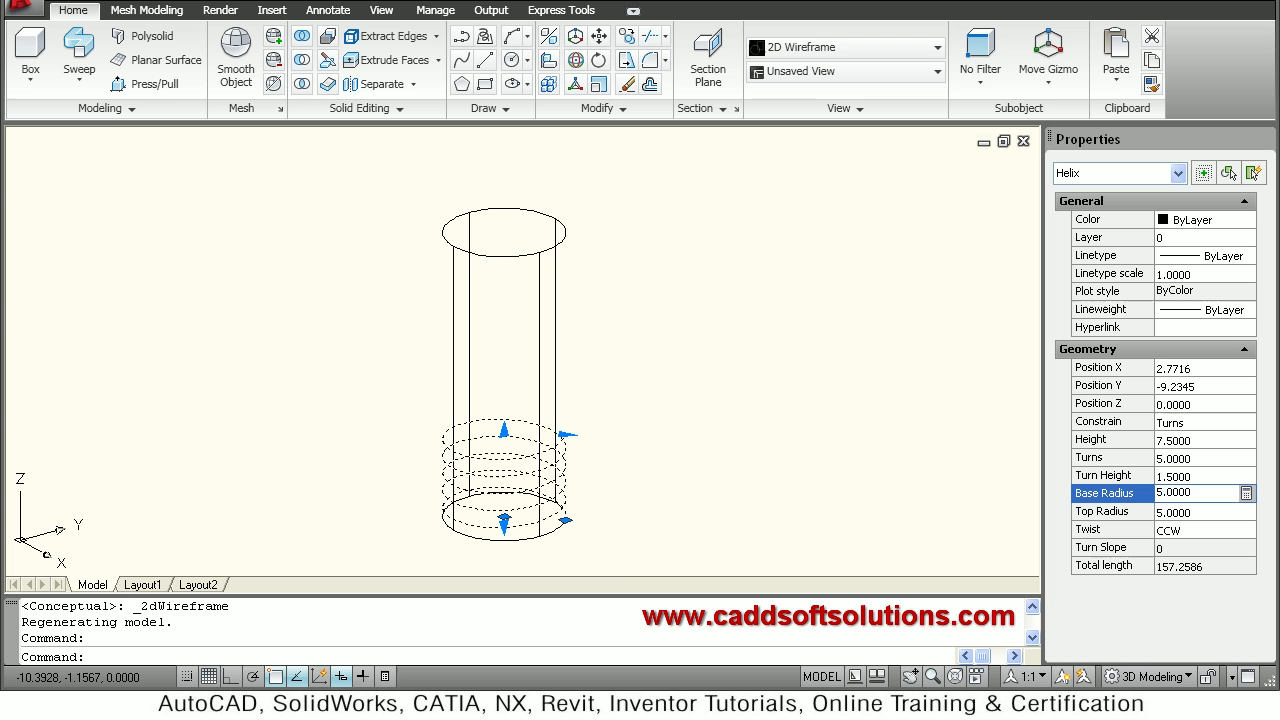 Home Mesh Modeling Render Insert Annotate View Manage Output Express Tools
Box
Sweep
Polysolid
Planar Surface
Press/Pull
Modeling
Smooth Object
Mesh
Extract Edges
Extrude Faces
Separate
Solid Editing
Draw
Modify
Section Plane
Section
2D Wireframe
Unsaved View
View
No Filter
Move Gizmo
Subobject
Paste
Clipboard
Properties
Helix
General
Color ByLayer
Layer 0
Linetype ByLayer
Linetype scale 1.0000
Plot style ByColor
Lineweight ByLayer
Hyperlink
Geometry
Position X 2.7716
Position Y -9.2345
Position Z 0.0000
Constrain Turns
Height 7.5000
Turns 5.0000
Turn Height 1.5000
Base Radius 5.0000
Top Radius 5.0000
Twist CCW
Turn Slope 0
Total length 157.2586
Z
Y
X
Model Layout1 Layout2
<Conceptual>: _2dWireframe
Regenerating model.
Command:
Command:
www.caddsoftsolutions.com
-10.3928, -1.1567, 0.0000
MODEL
1:1
3D Modeling
AutoCAD, SolidWorks, CATIA, NX, Revit, Inventor Tutorials, Online Training & Certification